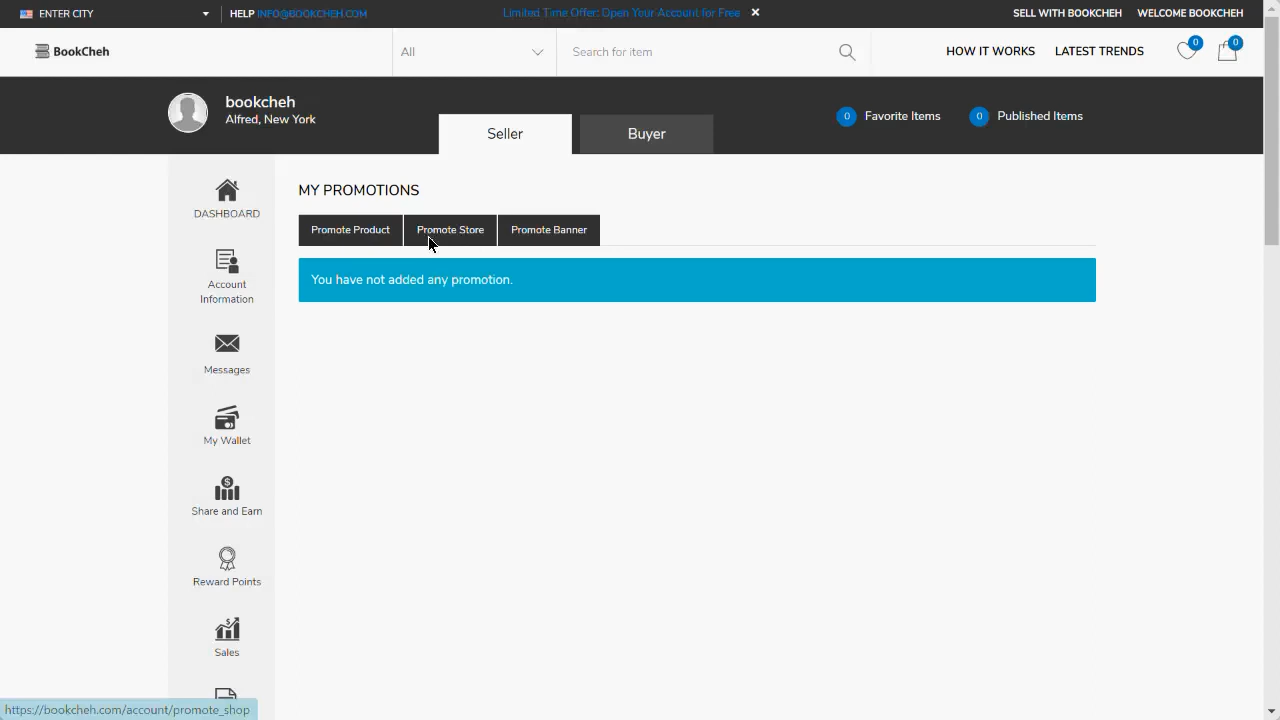 ENTER CITY
HELP INFO@BOOKCHEH.COM
Limited Time Offer: Open Your Account for Free ×
SELL WITH BOOKCHEH
WELCOME BOOKCHEH
BookCheh
All
Search for item
HOW IT WORKS
LATEST TRENDS
0
0
bookcheh
Alfred, New York
Seller
Buyer
0 Favorite Items
0 Published Items
DASHBOARD
Account
Information
Messages
My Wallet
Share and Earn
Reward Points
Sales
MY PROMOTIONS
Promote Product
Promote Store
Promote Banner
You have not added any promotion.
https://bookcheh.com/account/promote_shop